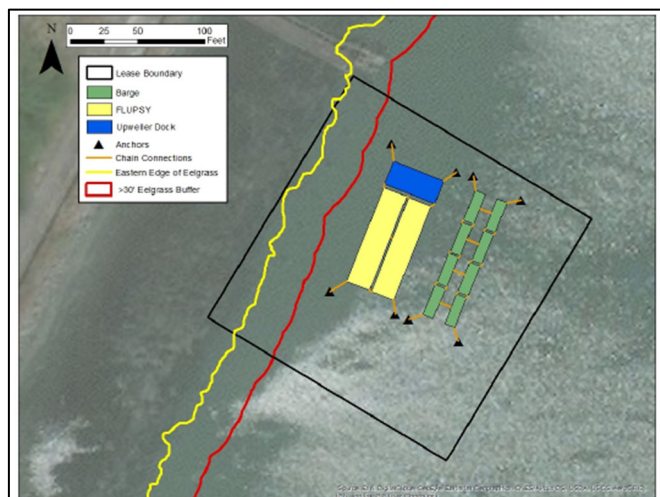 N
0 25 50 100
Feet
Lease Boundary
Barge
FLUPSY
Upweller Dock
Anchors
Chain Connections
Eastern Edge of Eelgrass
>30' Eelgrass Buffer